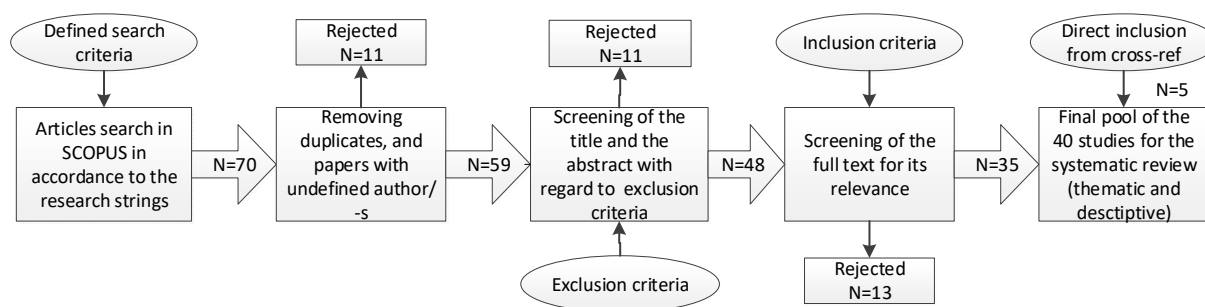 Defined search
criteria
Rejected
N=11
Rejected
N=11
Inclusion criteria
Direct inclusion
from cross-ref
N=5
Articles search in
SCOPUS in
accordance to the
research strings
N=70
Removing
duplicates, and
papers with
undefined author/
-s
N=59
Screening of the
title and the
abstract with
regard to exclusion
criteria
N=48
Screening of the
full text for its
relevance
N=35
Final pool of the
40 studies for the
systematic review
(thematic and
desctiptive)
Exclusion criteria
Rejected
N=13